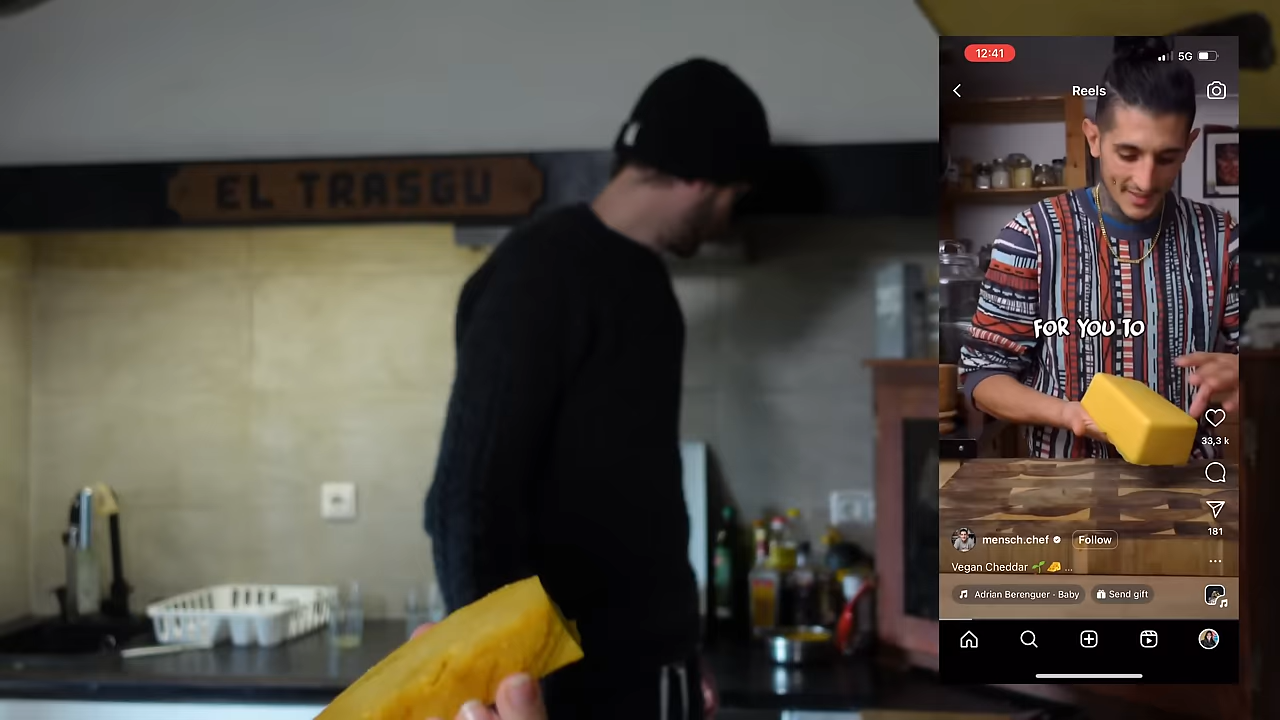 EL TRASGU
12:41
5G
Reels
FOR YOU TO
33,3 k
181
mensch.chef
Follow
Vegan Cheddar 🌱 🧀 ...
Adrian Berenguer · Baby
Send gift